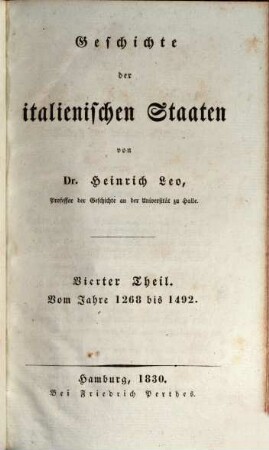 Geschichte
der
italienischen Staaten
von
Dr. Heinrich Leo,
Professor der Geschichte an der Universität zu Halle.
Vierter Theil.
Vom Jahre 1268 bis 1492.
Hamburg, 1830.
Bei Friedrich Perthes.